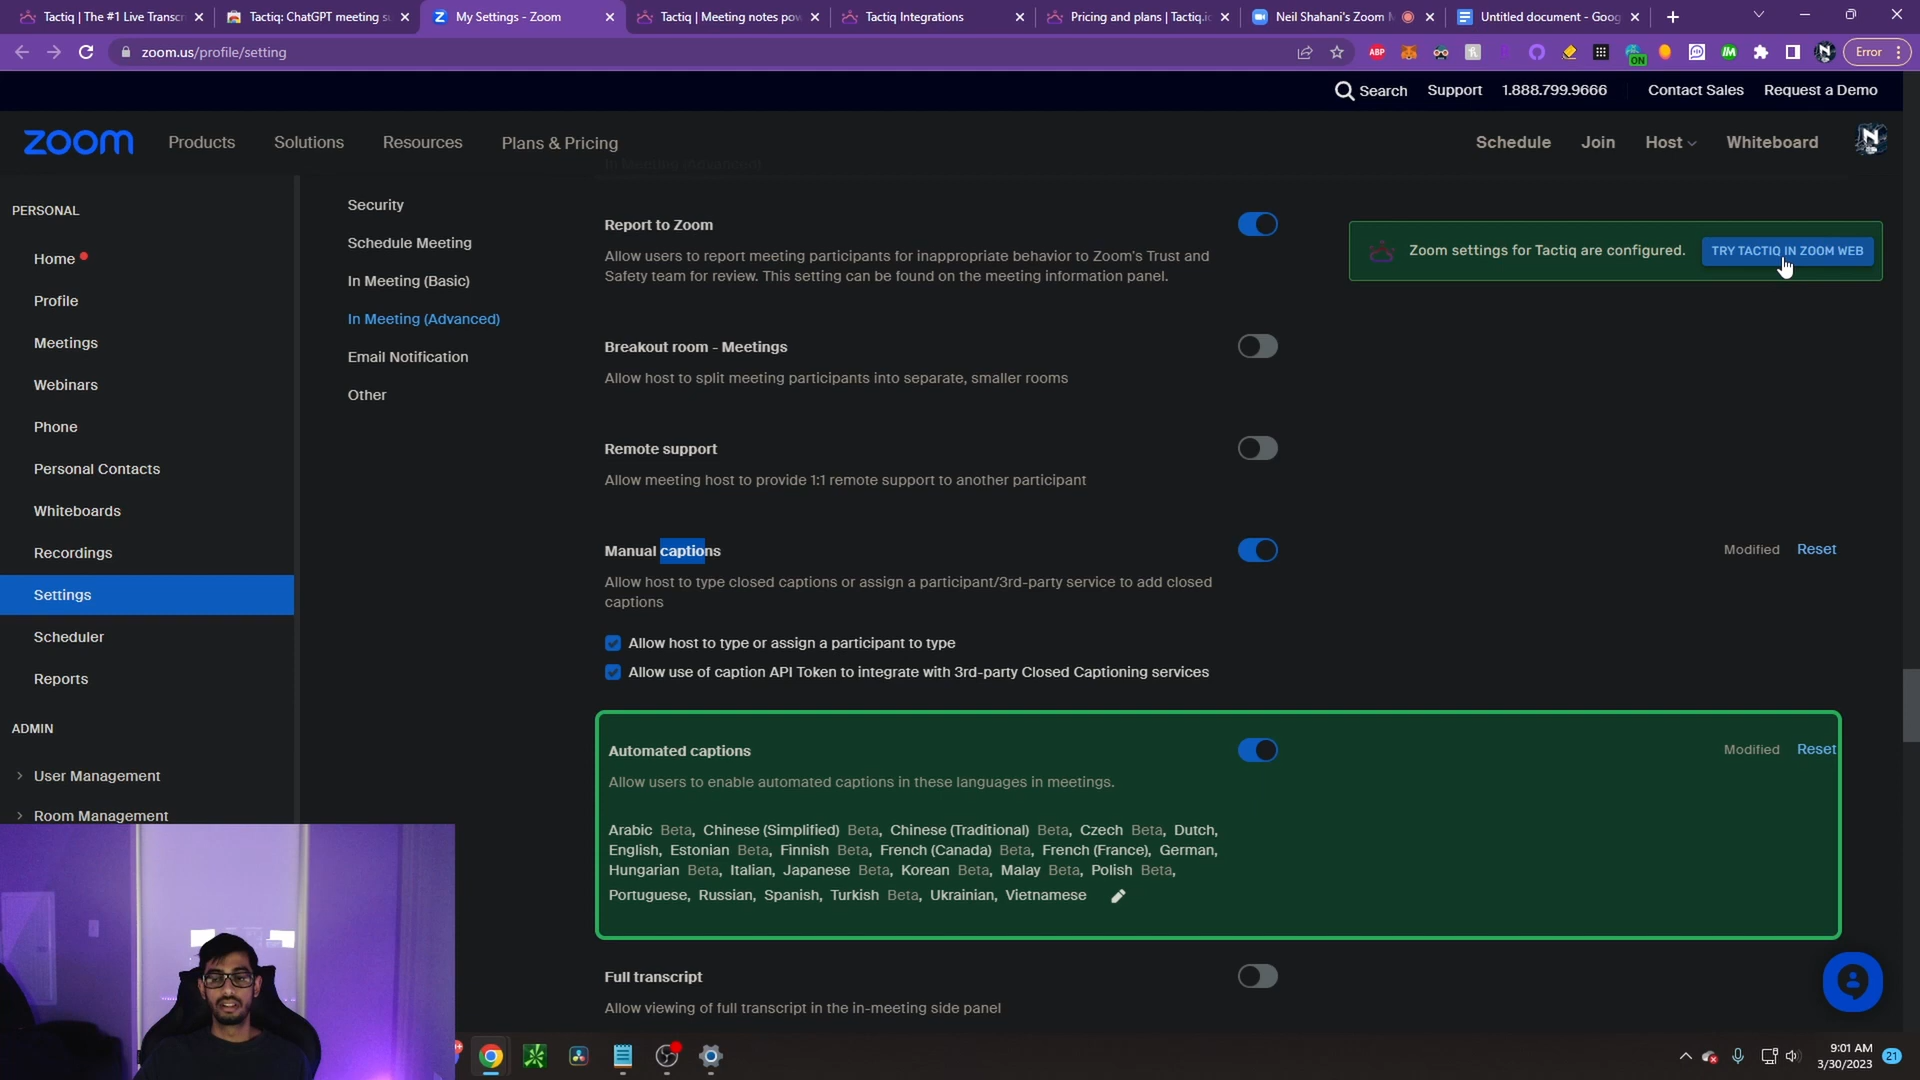 Tactiq | The #1 Live Transcr
Tactiq: ChatGPT meeting su
My Settings - Zoom
Tactiq | Meeting notes pow
Tactiq Integrations
Pricing and plans | Tactiq.io
Neil Shahani's Zoom M
Untitled document - Goog
zoom.us/profile/setting
ABP
ON
Error
Search
Support
1.888.799.9666
Contact Sales
Request a Demo
zoom
Products
Solutions
Resources
Plans & Pricing
Schedule
Join
Host
Whiteboard
PERSONAL
Home
Profile
Meetings
Webinars
Phone
Personal Contacts
Whiteboards
Recordings
Settings
Scheduler
Reports
ADMIN
User Management
Room Management
Security
Schedule Meeting
In Meeting (Basic)
In Meeting (Advanced)
Email Notification
Other
In Meeting (Advanced)
Report to Zoom
Allow users to report meeting participants for inappropriate behavior to Zoom's Trust and
Safety team for review. This setting can be found on the meeting information panel.
Zoom settings for Tactiq are configured.
TRY TACTIQ IN ZOOM WEB
Breakout room - Meetings
Allow host to split meeting participants into separate, smaller rooms
Remote support
Allow meeting host to provide 1:1 remote support to another participant
Manual captions
Modified Reset
Allow host to type closed captions or assign a participant/3rd-party service to add closed
captions
Allow host to type or assign a participant to type
Allow use of caption API Token to integrate with 3rd-party Closed Captioning services
Automated captions
Modified Reset
Allow users to enable automated captions in these languages in meetings.
Arabic Beta, Chinese (Simplified) Beta, Chinese (Traditional) Beta, Czech Beta, Dutch,
English, Estonian Beta, Finnish Beta, French (Canada) Beta, French (France), German,
Hungarian Beta, Italian, Japanese Beta, Korean Beta, Malay Beta, Polish Beta,
Portuguese, Russian, Spanish, Turkish Beta, Ukrainian, Vietnamese
Full transcript
Allow viewing of full transcript in the in-meeting side panel
9:01 AM
3/30/2023
21